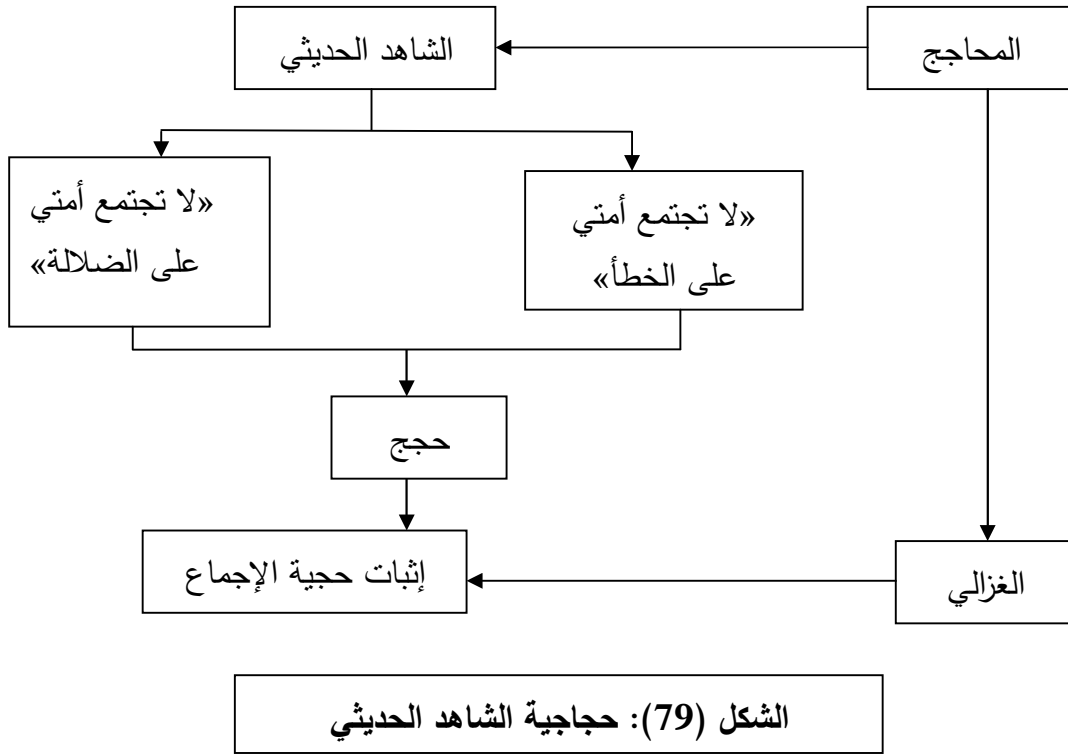 المحاجج
الشاهد الحديثي
«لا تجتمع أمتي
على الخطأ»
«لا تجتمع أمتي
على الضلالة»
حجج
الغزالي
إثبات حجية الإجماع
الشكل (79): حجاجية الشاهد الحديثي